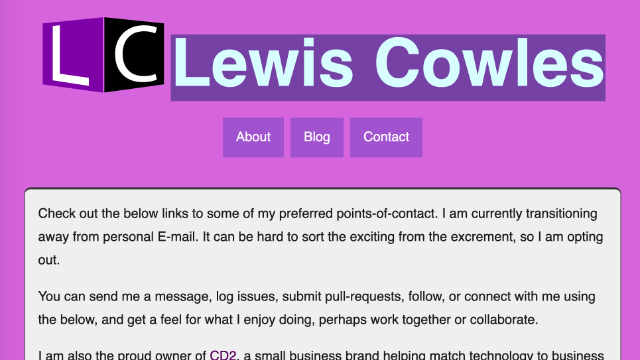 LC Lewis Cowles
About Blog Contact
Check out the below links to some of my preferred points-of-contact. I am currently transitioning
away from personal E-mail. It can be hard to sort the exciting from the excrement, so I am opting
out.
You can send me a message, log issues, submit pull-requests, follow, or connect with me using
the below, and get a feel for what I enjoy doing, perhaps work together or collaborate.
I am also the proud owner of CD2, a small business brand helping match technology to business